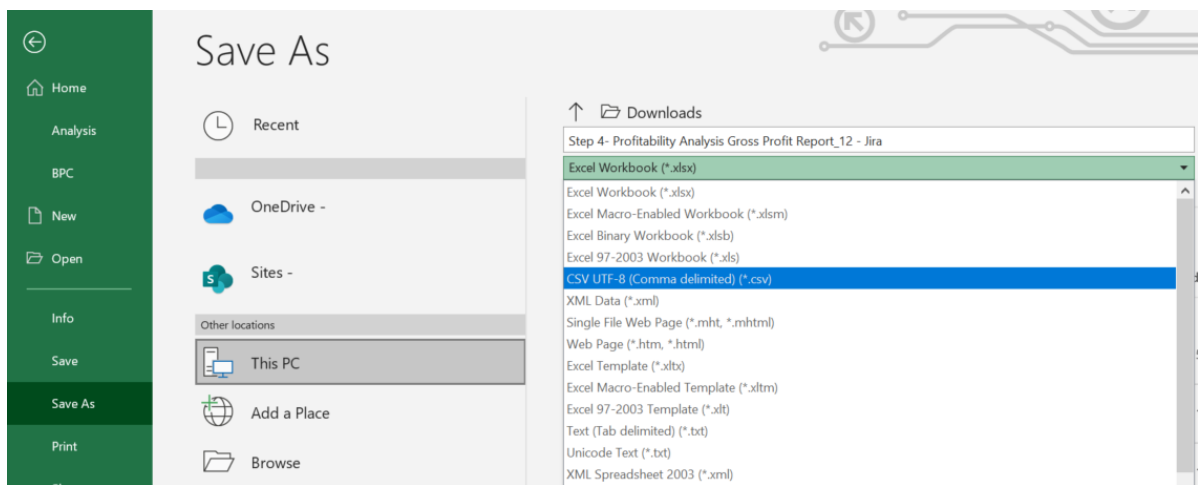 Save As
Home
Analysis
BPC
New
Open
Info
Save
Save As
Print
Recent
OneDrive -
S
Sites -
Other locations
This PC
Add a Place
Browse
Downloads
Step 4- Profitability Analysis Gross Profit Report_12 - Jira
Excel Workbook (*.xlsx)
Excel Workbook (*.xlsx)
Excel Macro-Enabled Workbook (*.xlsm)
Excel Binary Workbook (*.xlsb)
Excel 97-2003 Workbook (*.xls)
CSV UTF-8 (Comma delimited) (*.csv)
XML Data (*.xml)
Single File Web Page (*.mht, *.mhtml)
Web Page (*.htm, *.html)
Excel Template (*.xltx)
Excel Macro-Enabled Template (*.xltm)
Excel 97-2003 Template (*.xlt)
Text (Tab delimited) (*.txt)
Unicode Text (*.txt)
XML Spreadsheet 2003 (*.xml)